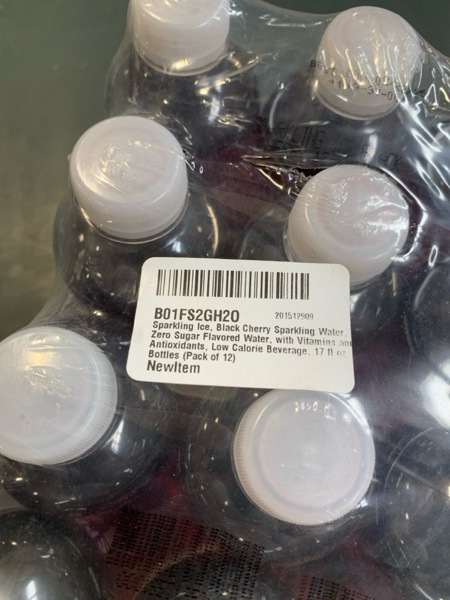 B01FS2GH2O 201512909
Sparkling Ice, Black Cherry Sparkling Water,
Zero Sugar Flavored Water, with Vitamins and
Antioxidants, Low Calorie Beverage, 17 fl oz
Bottles (Pack of 12)
NewItem